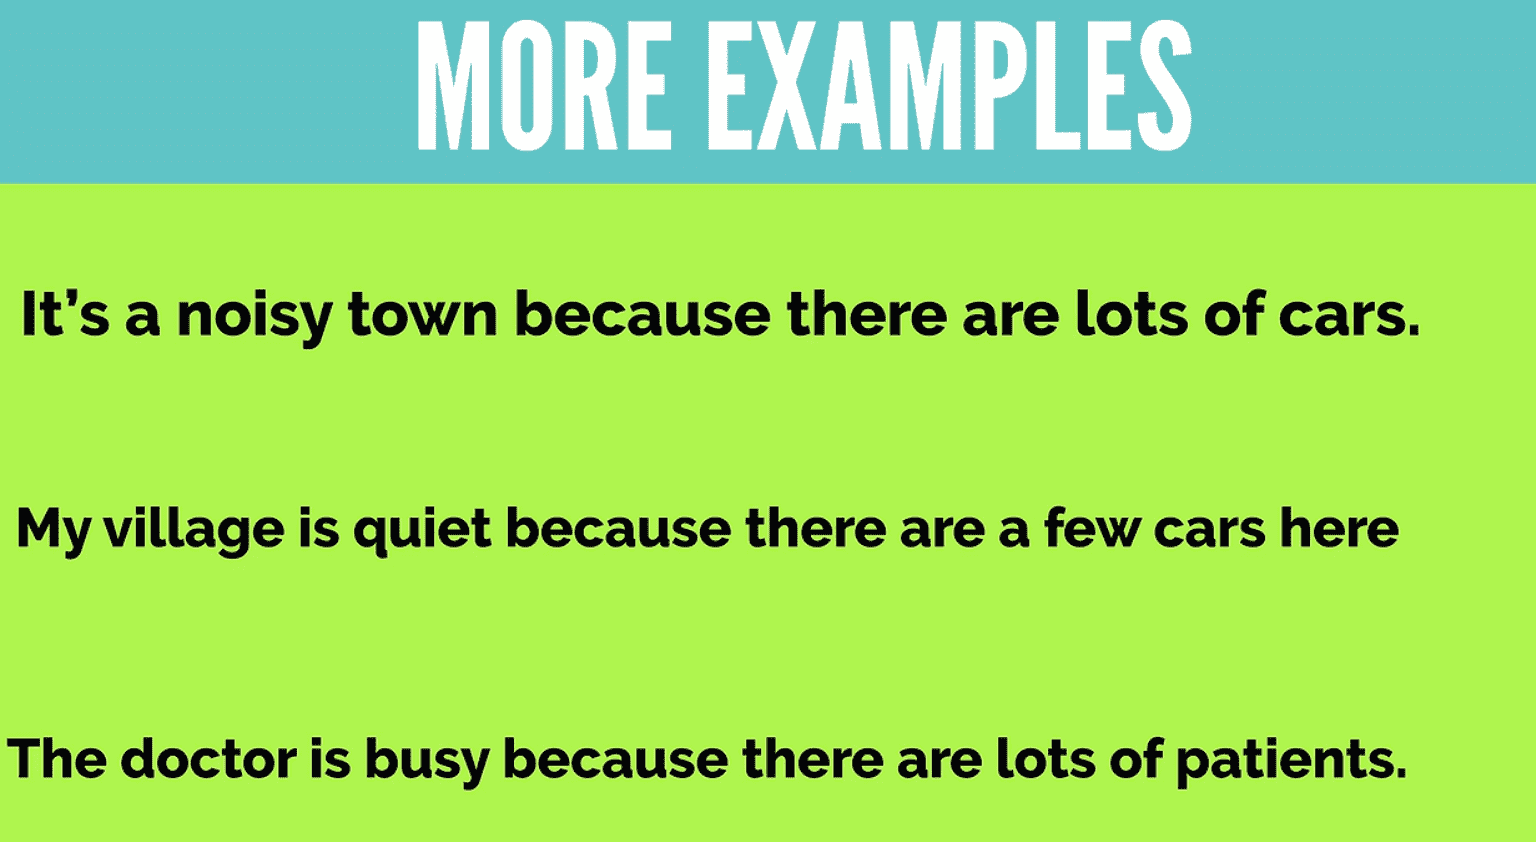 MORE EXAMPLES
It’s a noisy town because there are lots of cars.
My village is quiet because there are a few cars here
The doctor is busy because there are lots of patients.